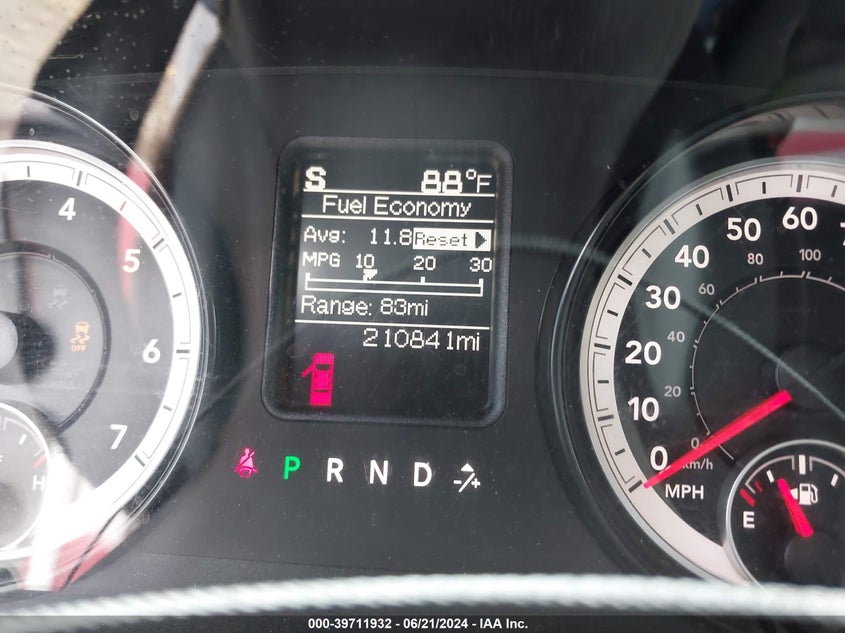 S 88°F
Fuel Economy
Avg: 11.8 Reset
MPG 10 20 30
Range: 83mi
210841mi
4
5
6
7
H
OFF
P R N D -/+
0 10 20 30 40 50 60
0 20 40 60 80 100
km/h
MPH
E
000-39711932 / 06/21/2024 - IAA Inc.